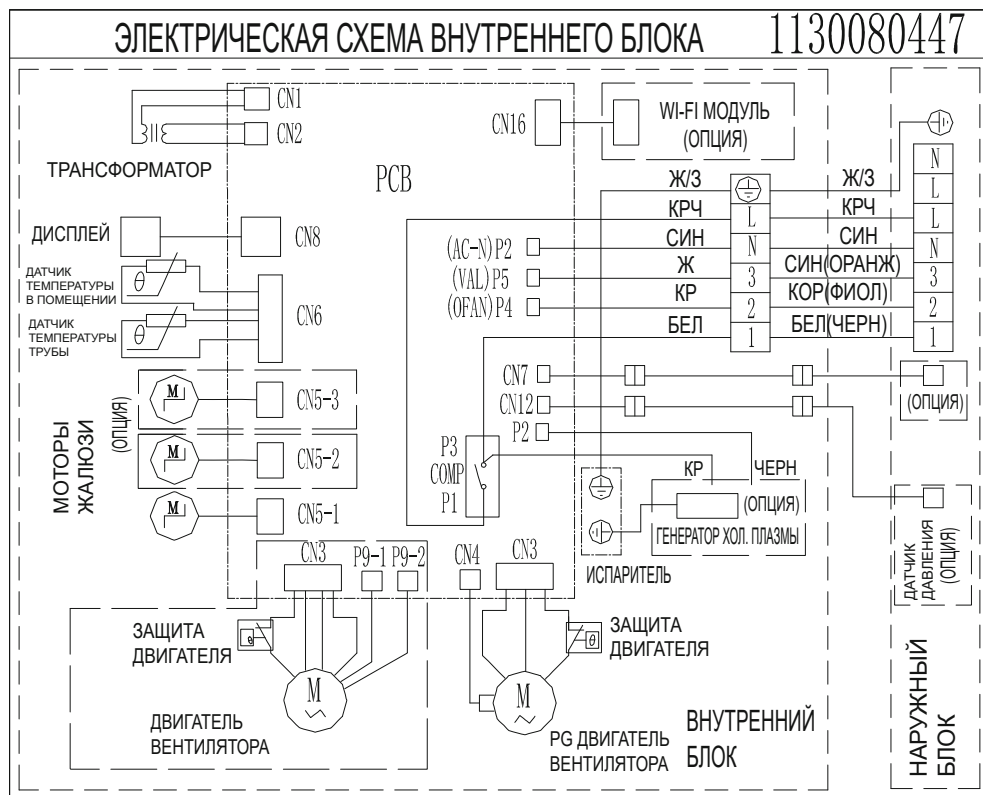 ЭЛЕКТРИЧЕСКАЯ СХЕМА ВНУТРЕННЕГО БЛОКА
1130080447
CN1
CN2
ТРАНСФОРМАТОР
PCB
CN16
WI-FI МОДУЛЬ
(ОПЦИЯ)
ДИСПЛЕЙ
CN8
ДАТЧИК
ТЕМПЕРАТУРЫ
В ПОМЕЩЕНИИ
θ
ДАТЧИК
ТЕМПЕРАТУРЫ
ТРУБЫ
θ
CN6
Ж/З
КРЧ
СИН
Ж
КР
БЕЛ
(AC-N) P2
(VAL) P5
(OFAN) P4
L
N
3
2
1
Ж/З
КРЧ
СИН
СИН(ОРАНЖ)
КОР(ФИОЛ)
БЕЛ(ЧЕРН)
N
L
L
N
3
2
1
МОТОРЫ
ЖАЛЮЗИ
(ОПЦИЯ)
M
CN5-3
M
CN5-2
M
CN5-1
CN7
CN12
P2
(ОПЦИЯ)
P3
COMP
P1
КР
ЧЕРН
(ОПЦИЯ)
ГЕНЕРАТОР ХОЛ. ПЛАЗМЫ
ИСПАРИТЕЛЬ
ДАТЧИК
ДАВЛЕНИЯ
(ОПЦИЯ)
CN3
P9-1
P9-2
CN4
CN3
ЗАЩИТА
ДВИГАТЕЛЯ
θ
M
ДВИГАТЕЛЬ
ВЕНТИЛЯТОРА
θ
ЗАЩИТА
ДВИГАТЕЛЯ
M
PG ДВИГАТЕЛЬ
ВЕНТИЛЯТОРА
ВНУТРЕННИЙ
БЛОК
НАРУЖНЫЙ
БЛОК